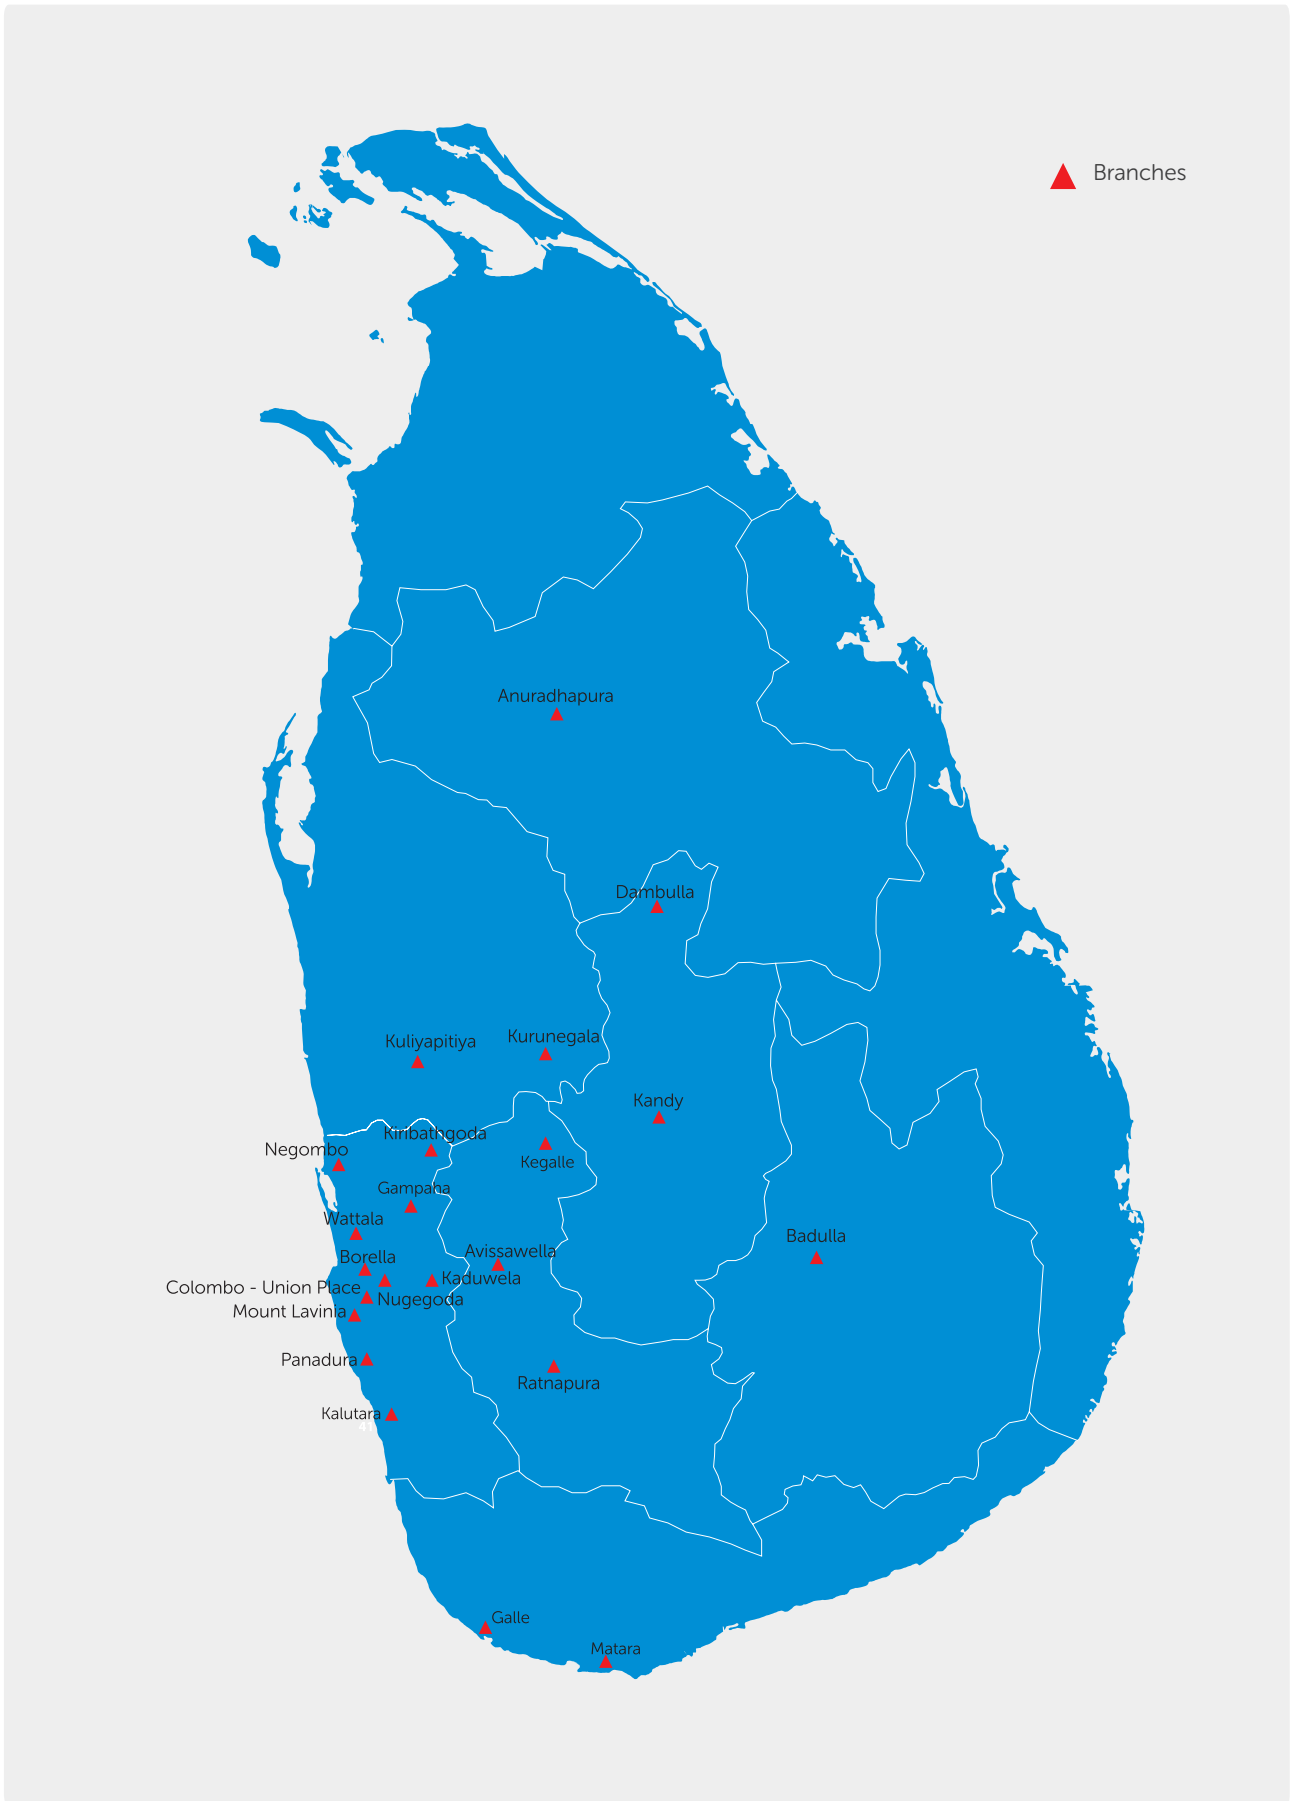 Branches
Anuradhapura
Dambulla
Kuliyapitiya
Kurunegala
Kandy
Kiribathgoda
Negombo
Kegalle
Gampaha
Wattala
Badulla
Borella
Avissawella
Kaduwela
Colombo - Union Place
Nugegoda
Mount Lavinia
Panadura
Ratnapura
Kalutara
Galle
Matara